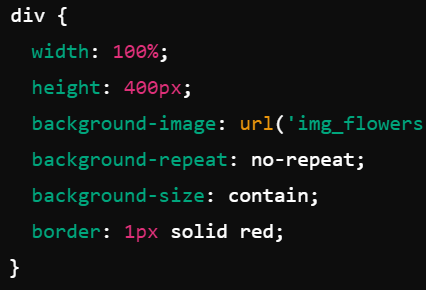 div {
width: 100%;
height: 400px;
background-image: url('img_flowers
background-repeat: no-repeat;
background-size: contain;
border: 1px solid red;
}